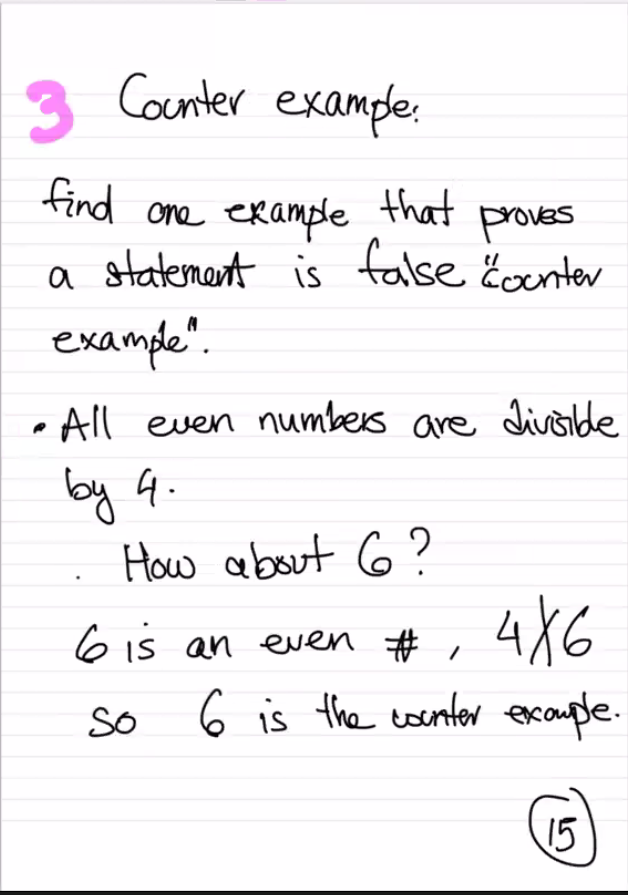 3 Counter example:
find one example that proves
a statement is false "counter
example".
• All even numbers are divisible
by 4.
. How about 6?
6 is an even #, 4∤6
so 6 is the counter example.
15